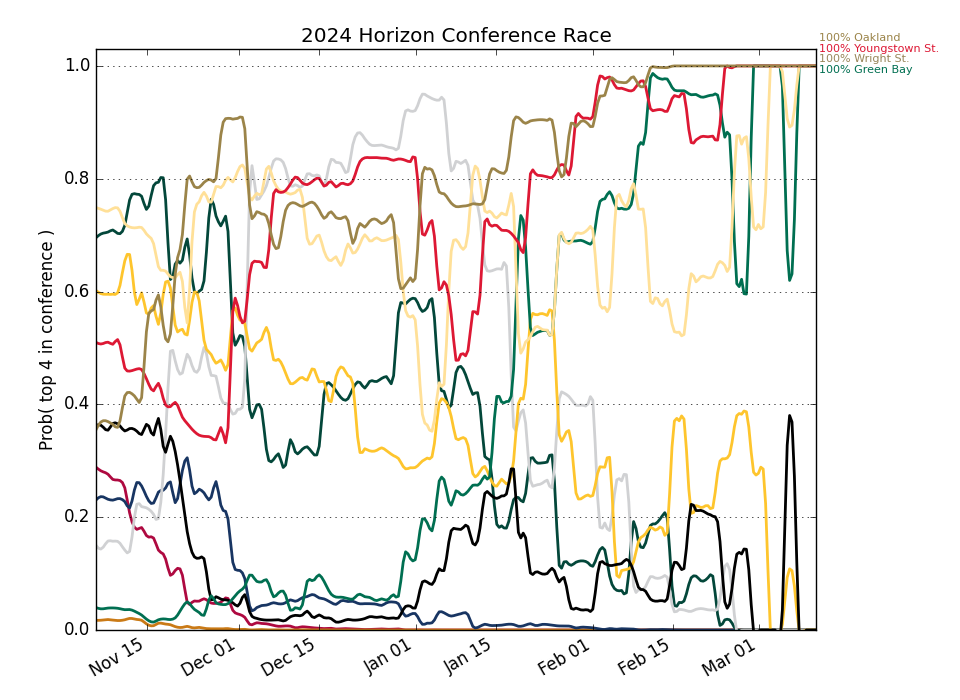 2024 Horizon Conference Race
100% Oakland
100% Youngstown St.
100% Wright St.
100% Green Bay
Prob( top 4 in conference )
1.0
0.8
0.6
0.4
0.2
0.0
Nov 15
Dec 01
Dec 15
Jan 01
Jan 15
Feb 01
Feb 15
Mar 01